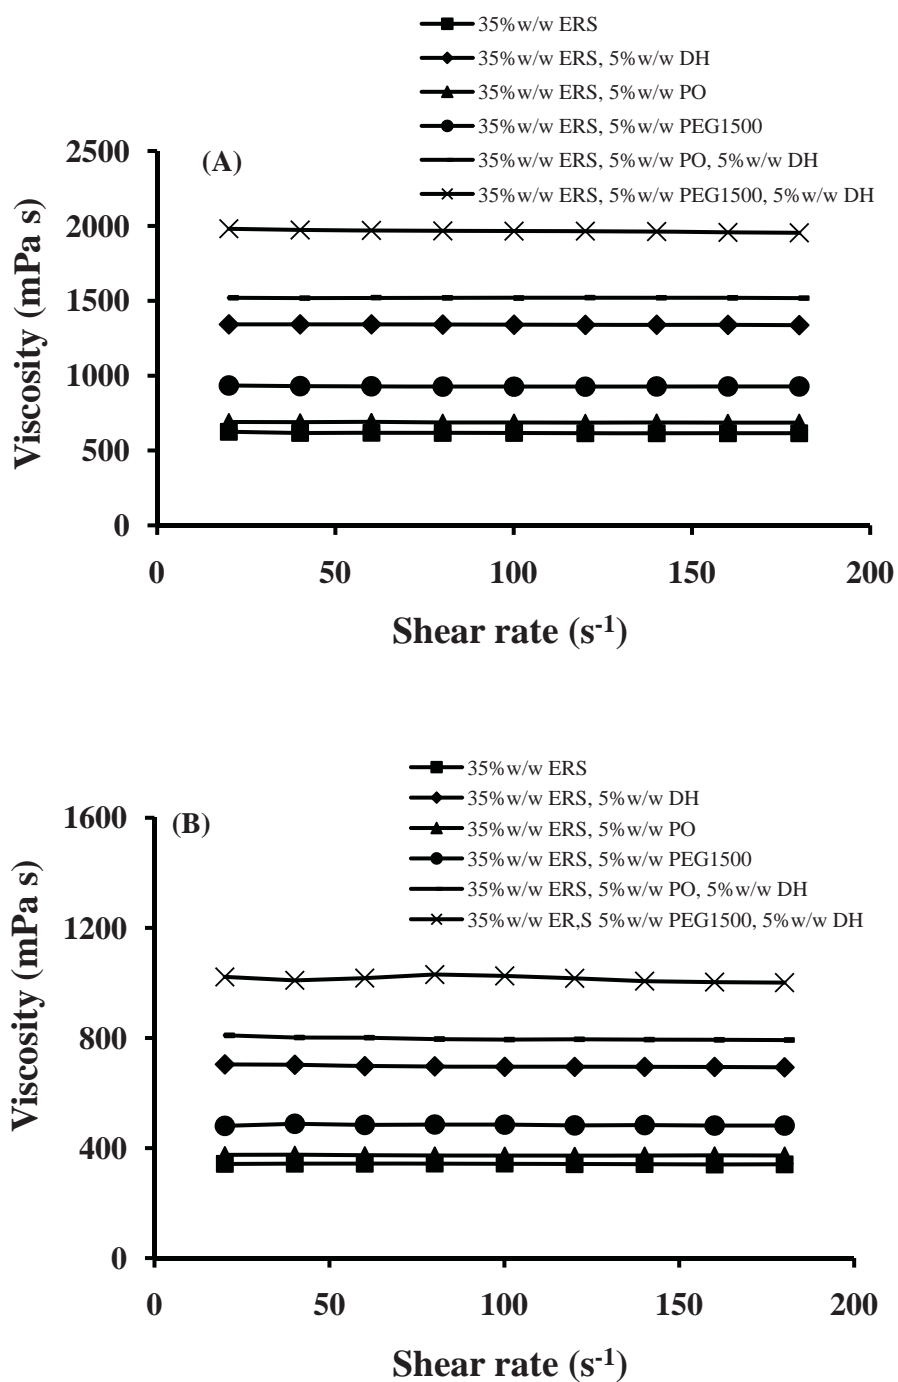 35%w/w ERS
35%w/w ERS, 5%w/w DH
35%w/w ERS, 5%w/w PO
35%w/w ERS, 5%w/w PEG1500
35%w/w ERS, 5%w/w PO, 5%w/w DH
35%w/w ERS, 5%w/w PEG1500, 5%w/w DH
(A)
2500
2000
1500
1000
500
0
Viscosity (mPa s)
0 50 100 150 200
Shear rate (s-1)
35%w/w ERS
35%w/w ERS, 5%w/w DH
35%w/w ERS, 5%w/w PO
35%w/w ERS, 5%w/w PEG1500
35%w/w ERS, 5%w/w PO, 5%w/w DH
35%w/w ER,S 5%w/w PEG1500, 5%w/w DH
(B)
1600
1200
800
400
0
Viscosity (mPa s)
0 50 100 150 200
Shear rate (s-1)